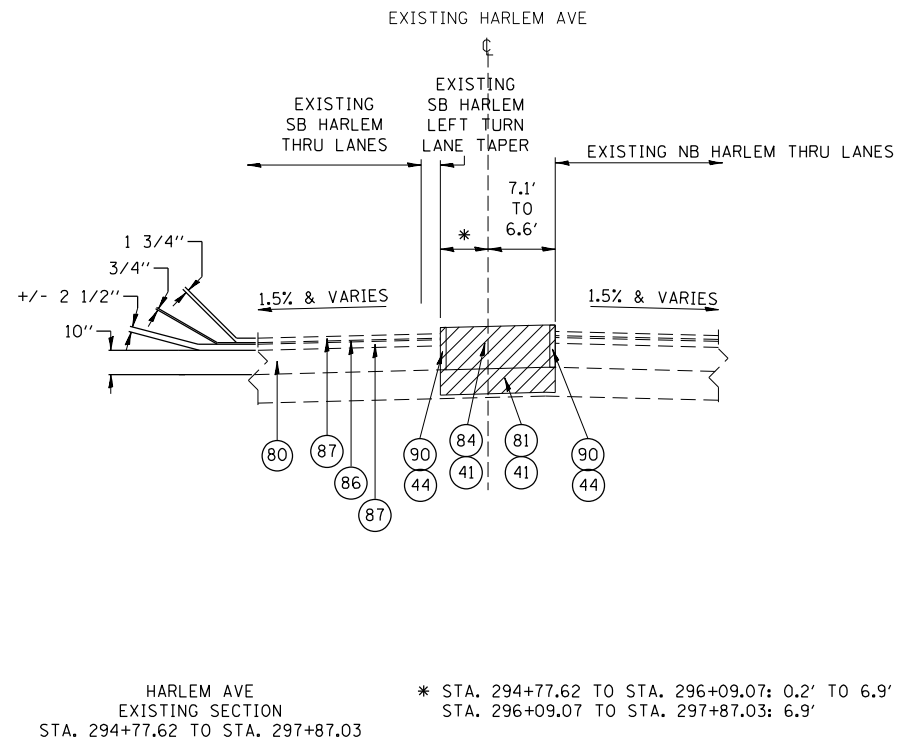 EXISTING HARLEM AVE
℄
EXISTING
SB HARLEM
THRU LANES
EXISTING
SB HARLEM
LEFT TURN
LANE TAPER
EXISTING NB HARLEM THRU LANES
7.1'
TO
6.6'
*
1 3/4"
3/4"
+/- 2 1/2"
10"
1.5% & VARIES
1.5% & VARIES
80
87
86
87
90
44
84
41
81
41
90
44
HARLEM AVE
EXISTING SECTION
STA. 294+77.62 TO STA. 297+87.03
* STA. 294+77.62 TO STA. 296+09.07: 0.2' TO 6.9'
STA. 296+09.07 TO STA. 297+87.03: 6.9'